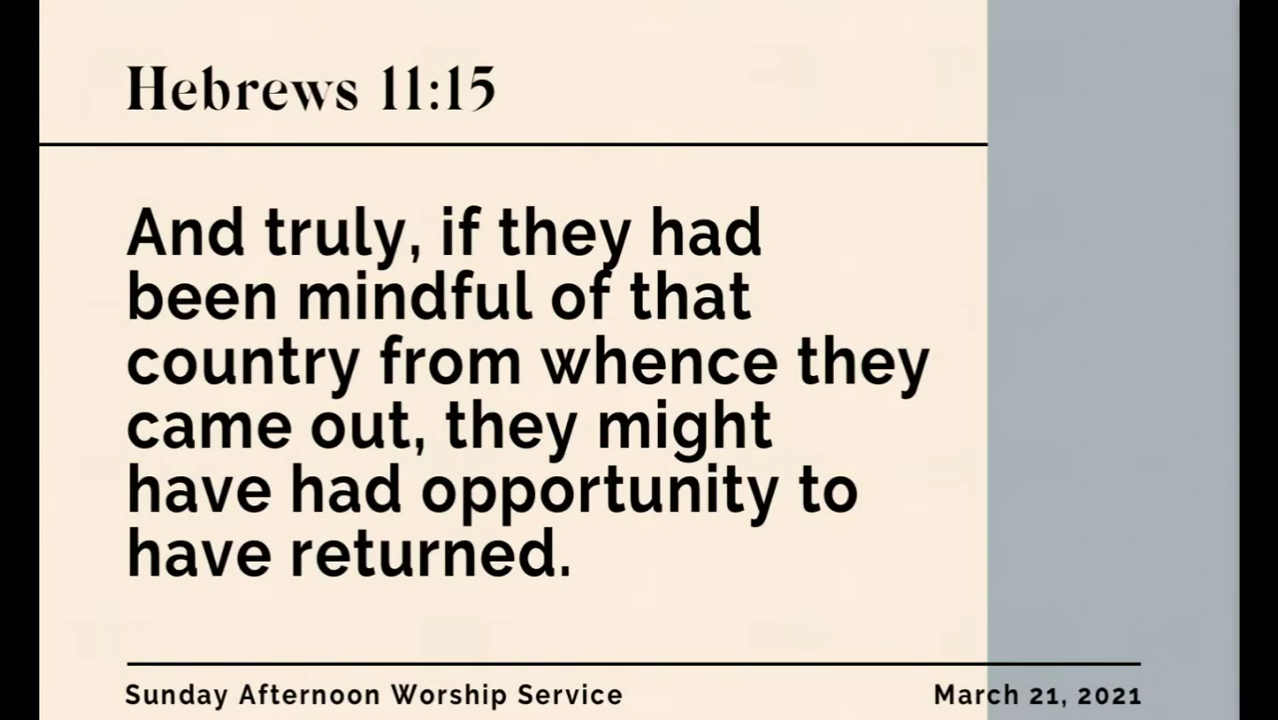 Hebrews 11:15
And truly, if they had
been mindful of that
country from whence they
came out, they might
have had opportunity to
have returned.
Sunday Afternoon Worship Service
March 21, 2021